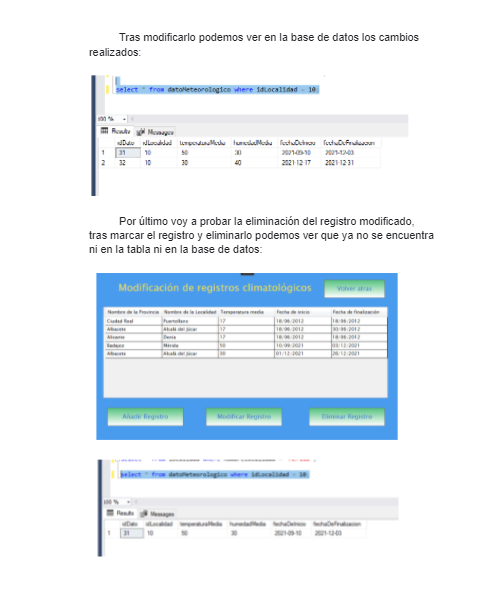 Tras modificarlo podemos ver en la base de datos los cambios
realizados:
select * from datoMeteorologico where idLocalidad = 10
100 %
Results Messages
idDato idLocalidad temperaturaMedia humedadMedia fechaDeInicio fechaDeFinalizacion
1 31 10 50 30 2021-09-10 2021-12-03
2 32 10 30 40 2021-12-17 2021-12-31
Por último voy a probar la eliminación del registro modificado,
tras marcar el registro y eliminarlo podemos ver que ya no se encuentra
ni en la tabla ni en la base de datos:
Modificación de registros climatológicos Volver atras
Nombre de la Provincia Nombre de la Localidad Temperatura media Fecha de inicio Fecha de finalización
Ciudad Real Puertollano 17 18/06/2012 18/06/2012
Albacete Alcalá del Júcar 17 18/06/2012 30/06/2012
Alicante Denia 17 18/06/2012 18/06/2012
Badajoz Mérida 50 10/09/2021 03/12/2021
Albacete Alcalá del Júcar 30 01/12/2021 26/12/2021
Añadir Registro Modificar Registro Eliminar Registro
select * from datoMeteorologico where idLocalidad = 10
100 %
Results Messages
idDato idLocalidad temperaturaMedia humedadMedia fechaDeInicio fechaDeFinalizacion
1 31 10 50 30 2021-09-10 2021-12-03